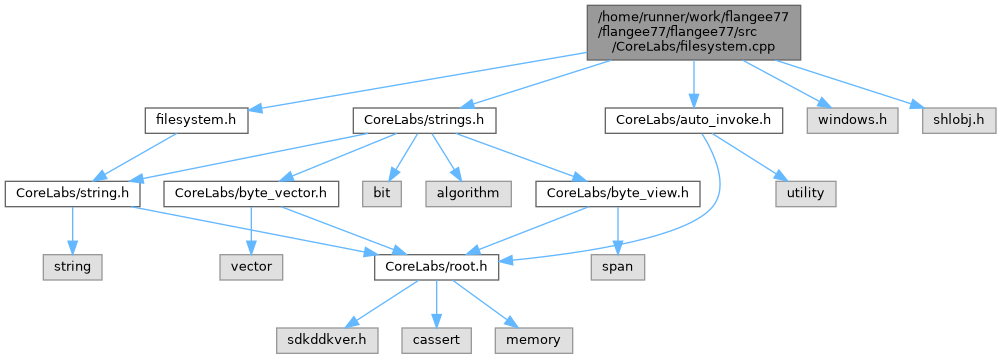 /home/runner/work/flangee77
/flangee77/flangee77/src
/CoreLabs/filesystem.cpp
filesystem.h
CoreLabs/strings.h
CoreLabs/auto_invoke.h
windows.h
shlobj.h
CoreLabs/string.h
CoreLabs/byte_vector.h
bit
algorithm
CoreLabs/byte_view.h
utility
string
vector
CoreLabs/root.h
span
sdkddkver.h
cassert
memory